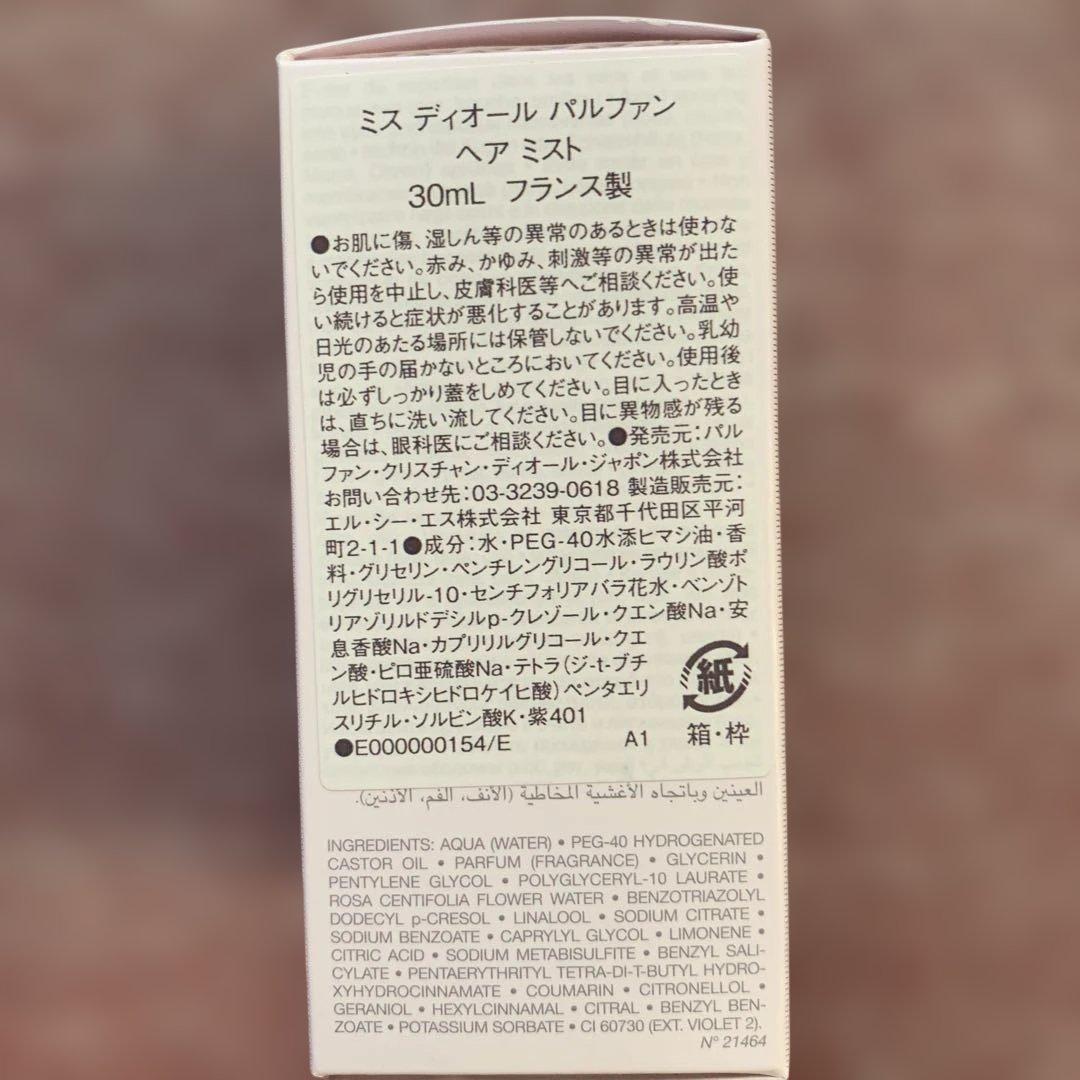 ミス ディオール パルファン
ヘア ミスト
30mL フランス製
●お肌に傷、湿しん等の異常のあるときは使わな
いでください。赤み、かゆみ、刺激等の異常が出た
ら使用を中止し、皮膚科医等へご相談ください。使
い続けると症状が悪化することがあります。高温や
日光のあたる場所には保管しないでください。乳幼
児の手の届かないところにおいてください。使用後
は必ずしっかり蓋をしめてください。目に入ったとき
は、直ちに洗い流してください。目に異物感が残る
場合は、眼科医にご相談ください。●発売元:パル
ファン・クリスチャン・ディオール・ジャポン株式会社
お問い合わせ先:03-3239-0618 製造販売元:
エル・シー・エス株式会社 東京都千代田区平河
町2-1-1●成分:水・PEG-40水添ヒマシ油・香
料・グリセリン・ペンチレングリコール・ラウリン酸ポ
リグリセリル-10・センチフォリアバラ花水・ベンゾト
リアゾリルドデシルp-クレゾール・クエン酸Na・安
息香酸Na・カプリリルグリコール・クエ
ン酸・ピロ亜硫酸Na・テトラ(ジ-t-ブチ
ルヒドロキシヒドロケイヒ酸)ペンタエリ
スリチル・ソルビン酸K・紫401
●E000000154/E A1
紙
箱・枠
العينين وباتجاه الأغشية المخاطية (الأنف، الفم، الأذنين).
INGREDIENTS: AQUA (WATER) • PEG-40 HYDROGENATED
CASTOR OIL • PARFUM (FRAGRANCE) • GLYCERIN •
PENTYLENE GLYCOL • POLYGLYCERYL-10 LAURATE •
ROSA CENTIFOLIA FLOWER WATER • BENZOTRIAZOLYL
DODECYL p-CRESOL • LINALOOL • SODIUM CITRATE •
SODIUM BENZOATE • CAPRYLYL GLYCOL • LIMONENE •
CITRIC ACID • SODIUM METABISULFITE • BENZYL SALI-
CYLATE • PENTAERYTHRITYL TETRA-DI-T-BUTYL HYDRO-
XYHYDROCINNAMATE • COUMARIN • CITRONELLOL •
GERANIOL • HEXYLCINNAMAL • CITRAL • BENZYL BEN-
ZOATE • POTASSIUM SORBATE • CI 60730 (EXT. VIOLET 2).
N° 21464